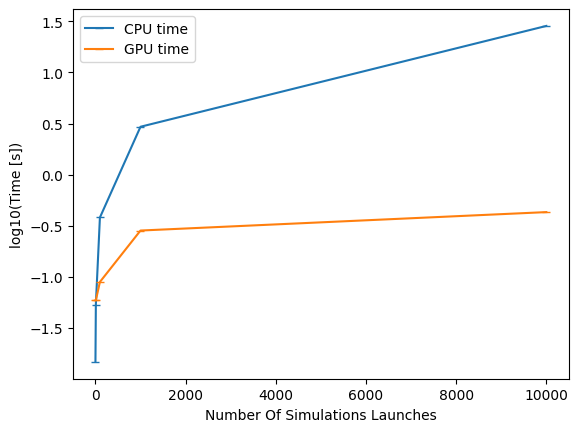 CPU time
GPU time
1.5
1.0
0.5
0.0
−0.5
−1.0
−1.5
log10(Time [s])
0 2000 4000 6000 8000 10000
Number Of Simulations Launches